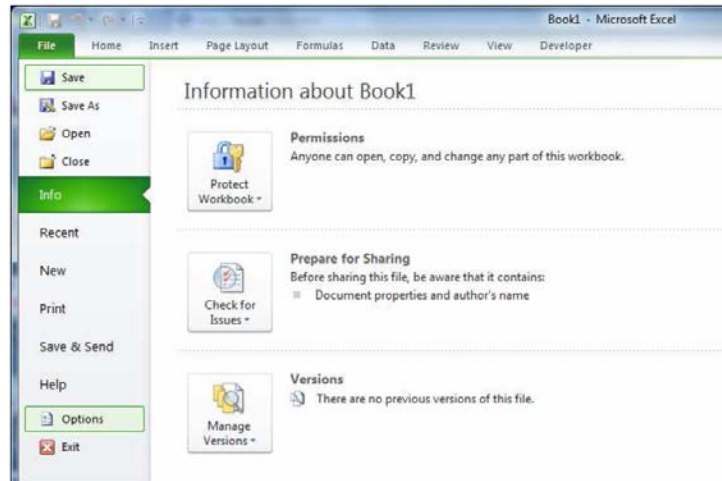 Book1 - Microsoft Excel
File Home Insert Page Layout Formulas Data Review View Developer
Save
Save As
Open
Close
Info
Recent
New
Print
Save & Send
Help
Options
Exit
Information about Book1
Protect
Workbook
Permissions
Anyone can open, copy, and change any part of this workbook.
Check for
Issues
Prepare for Sharing
Before sharing this file, be aware that it contains:
Document properties and author's name
Manage
Versions
Versions
There are no previous versions of this file.